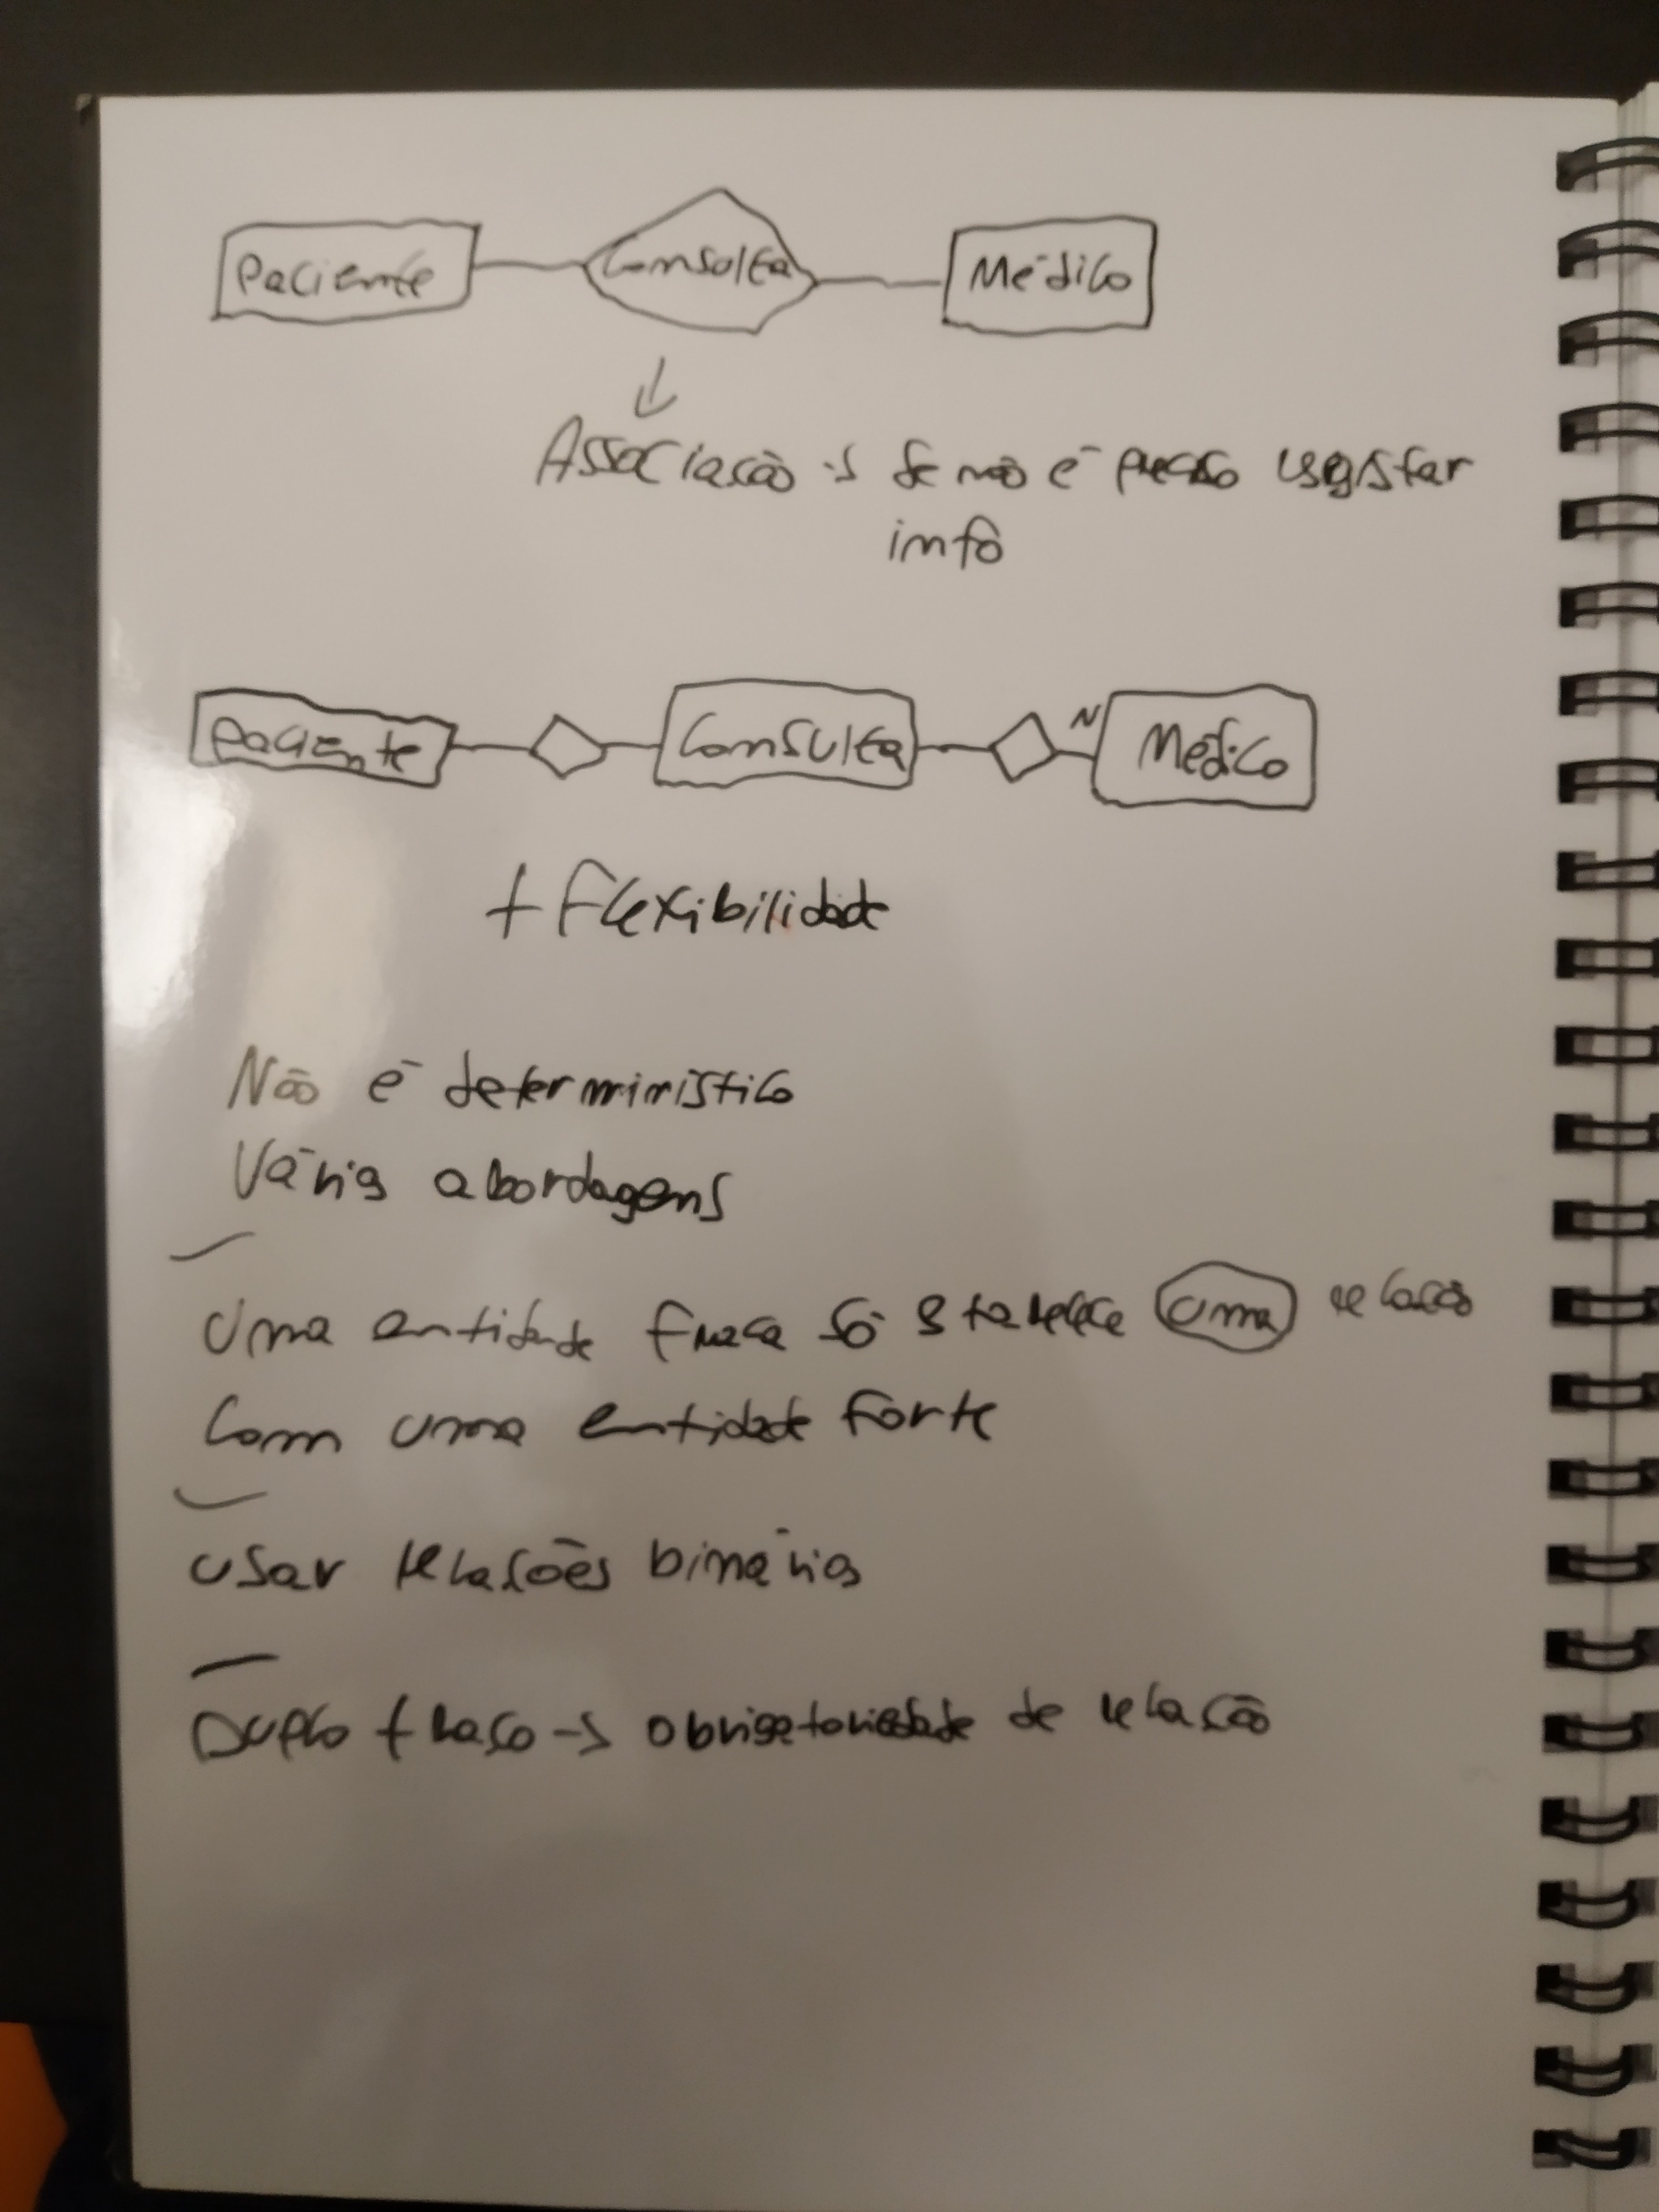 Paciente Consulta Médico
Associação -> Se não é preciso registar
info
Paciente Consulta N Médico
+ Flexibilidade
Não é determinístico
Várias abordagens
Uma entidade fraca só estabelece uma relação
Com uma entidade forte
Usar relações binárias
Duplo traço -> obrigatoriedade de relação